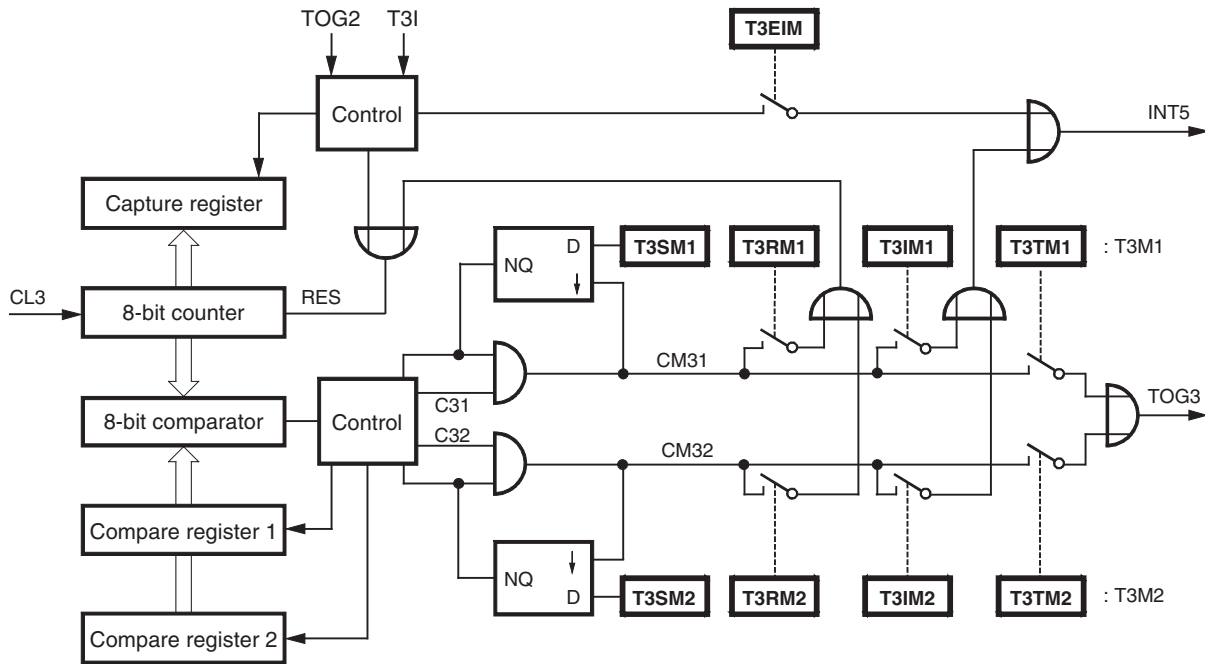 TOG2
T3I
T3EIM
Control
INT5
Capture register
T3SM1
T3RM1
T3IM1
T3TM1
: T3M1
D
NQ
CL3
8-bit counter
RES
CM31
8-bit comparator
Control
C31
C32
TOG3
CM32
Compare register 1
NQ
D
T3SM2
T3RM2
T3IM2
T3TM2
: T3M2
Compare register 2